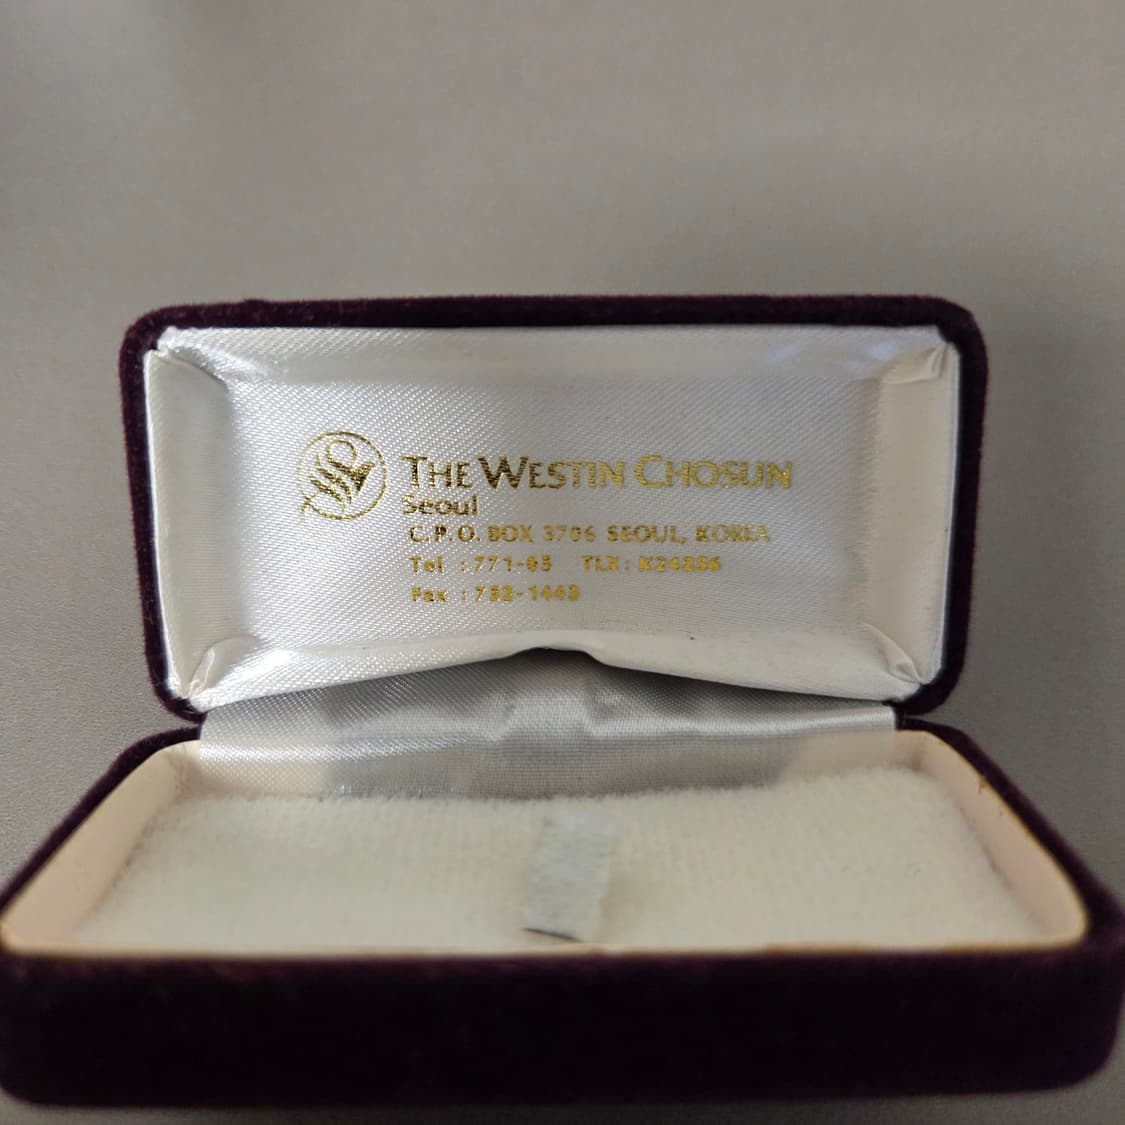 THE WESTIN CHOSUN
Seoul
C.P.O. BOX 3706 SEOUL, KOREA
Tel : 771-05 TLX: K24256
Fax : 752-1443